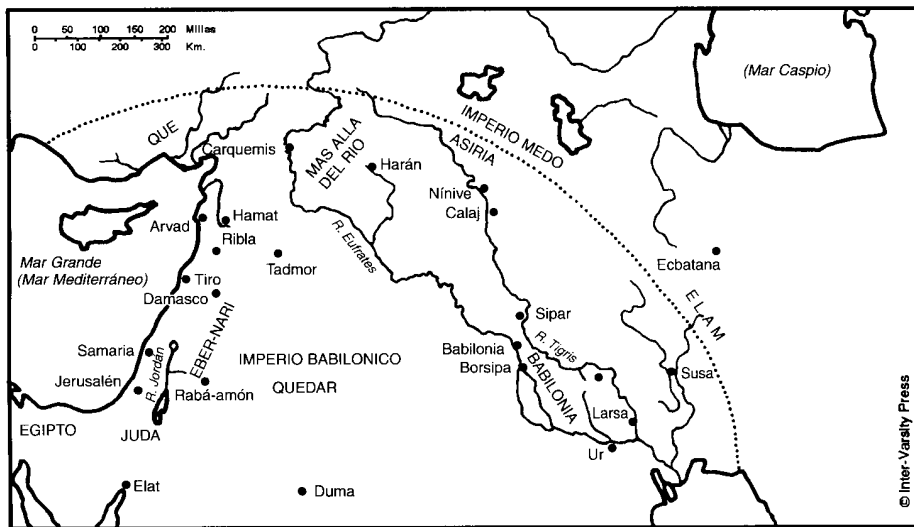 0 50 100 150 200 Millas
0 100 200 300 Km.
(Mar Caspio)
QUE
IMPERIO MEDO
ASIRIA
Carquemis
MAS ALLA
DEL RIO
Harán
Nínive
Calaj
Arvad
Hamat
Ribla
Mar Grande
(Mar Mediterráneo)
R. Eufrates
Tadmor
Ecbatana
Tiro
Damasco
ELAM
EBER-NARI
Sipar
R. Tigris
Samaria
Babilonia
IMPERIO BABILONICO
Borsipa
BABILONIA
Jerusalén
R. Jordán
Rabá-amón
QUEDAR
Susa
Larsa
EGIPTO
JUDA
Ur
Elat
Duma
© Inter-Varsity Press